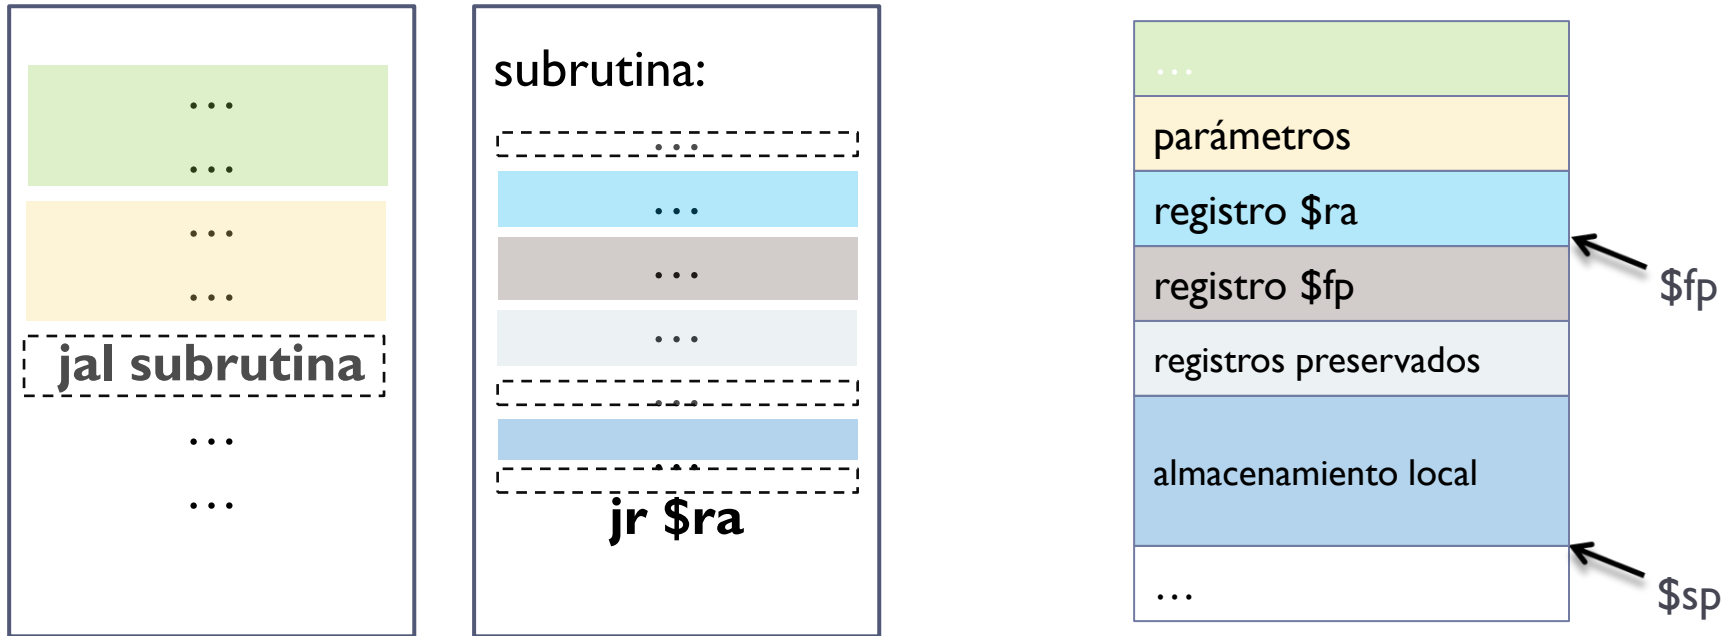 …
…
…
…
jal subrutina
…
…
subrutina:
…
…
…
…
…
…
jr $ra
…
parámetros
registro $ra
registro $fp
registros preservados
almacenamiento local
…
$fp
$sp